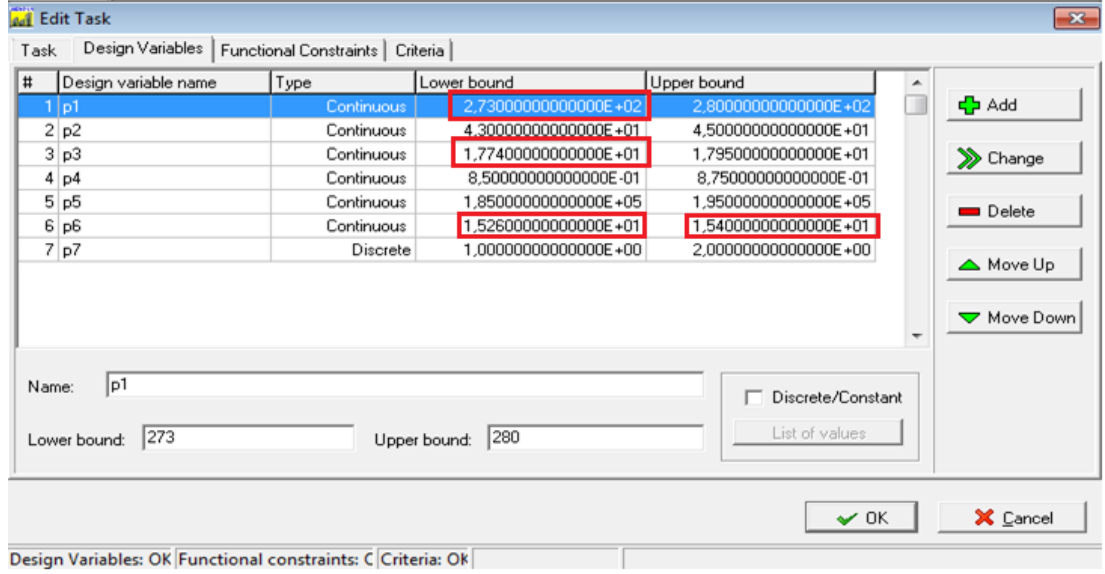 Edit Task
Task Design Variables Functional Constraints Criteria
# Design variable name Type Lower bound Upper bound
1 p1 Continuous 2,73000000000000E+02 2,80000000000000E+02
2 p2 Continuous 4,30000000000000E+01 4,50000000000000E+01
3 p3 Continuous 1,77400000000000E+01 1,79500000000000E+01
4 p4 Continuous 8,50000000000000E-01 8,75000000000000E-01
5 p5 Continuous 1,85000000000000E+05 1,95000000000000E+05
6 p6 Continuous 1,52600000000000E+01 1,54000000000000E+01
7 p7 Discrete 1,00000000000000E+00 2,00000000000000E+00
Add
Change
Delete
Move Up
Move Down
Name: p1
Discrete/Constant
Lower bound: 273 Upper bound: 280
List of values
OK Cancel
Design Variables: OK Functional constraints: C Criteria: OK